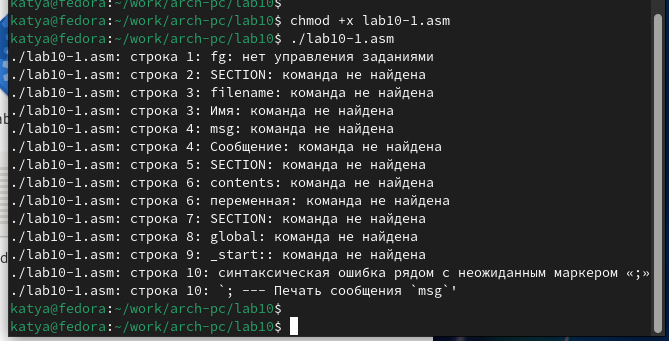 katya@fedora:~/work/arch-pc/lab10$
katya@fedora:~/work/arch-pc/lab10$ chmod +x lab10-1.asm
katya@fedora:~/work/arch-pc/lab10$ ./lab10-1.asm
./lab10-1.asm: строка 1: fg: нет управления заданиями
./lab10-1.asm: строка 2: SECTION: команда не найдена
./lab10-1.asm: строка 3: filename: команда не найдена
./lab10-1.asm: строка 3: Имя: команда не найдена
./lab10-1.asm: строка 4: msg: команда не найдена
./lab10-1.asm: строка 4: Сообщение: команда не найдена
./lab10-1.asm: строка 5: SECTION: команда не найдена
./lab10-1.asm: строка 6: contents: команда не найдена
./lab10-1.asm: строка 6: переменная: команда не найдена
./lab10-1.asm: строка 7: SECTION: команда не найдена
./lab10-1.asm: строка 8: global: команда не найдена
./lab10-1.asm: строка 9: _start:: команда не найдена
./lab10-1.asm: строка 10: синтаксическая ошибка рядом с неожиданным маркером «;»
./lab10-1.asm: строка 10: `; --- Печать сообщения `msg`'
katya@fedora:~/work/arch-pc/lab10$
katya@fedora:~/work/arch-pc/lab10$